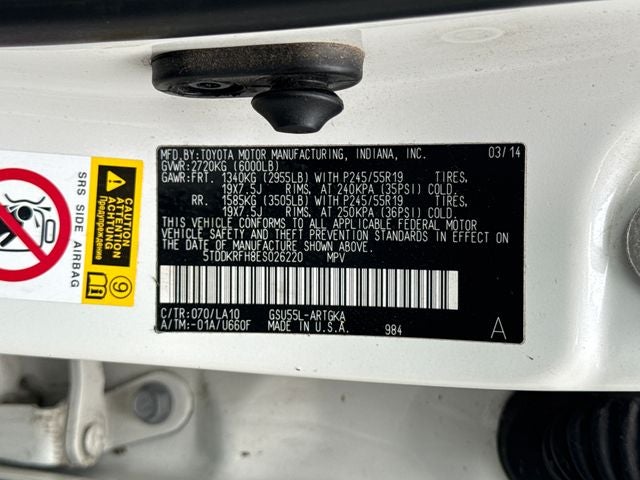 MFD.BY:TOYOTA MOTOR MANUFACTURING, INDIANA, INC. 03/14
GVWR:2720KG (6000LB)
GAWR:FRT. 1340KG (2955LB) WITH P245/55R19 TIRES,
19X7.5J RIMS, AT 240KPA (35PSI) COLD.
RR. 1585KG (3505LB) WITH P245/55R19 TIRES,
19X7.5J RIMS, AT 250KPA (36PSI) COLD.
THIS VEHICLE CONFORMS TO ALL APPLICABLE FEDERAL MOTOR
VEHICLE SAFETY AND THEFT PREVENTION STANDARDS IN EFFECT ON
THE DATE OF MANUFACTURE SHOWN ABOVE.
5TDDKRFH8ES026220 MPV
C/TR:070/LA10 GSU55L-ARTGKA
A/TM:-01A/U660F MADE IN U.S.A. 984 A
SRS SIDE AIRBAG
CAUTION
ATTENTION
ACHTUNG
Предупреждение
9